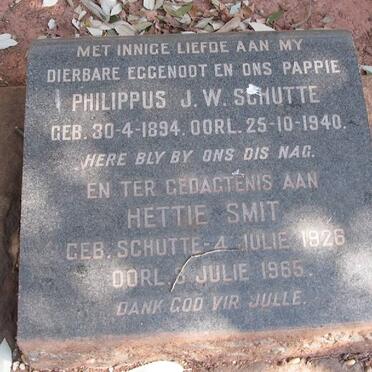 MET INNIGE LIEFDE AAN MY
DIERBARE EGGENOOT EN ONS PAPPIE
PHILIPPUS J. W. SCHUTTE
GEB. 30-4-1894. OORL. 25-10-1940.
HERE BLY BY ONS DIS NAG.
EN TER GEDAGTENIS AAN
HETTIE SMIT
GEB. SCHUTTE-4 JULIE 1926
OORL. JULIE 1965.
DANK GOD VIR JULLE.